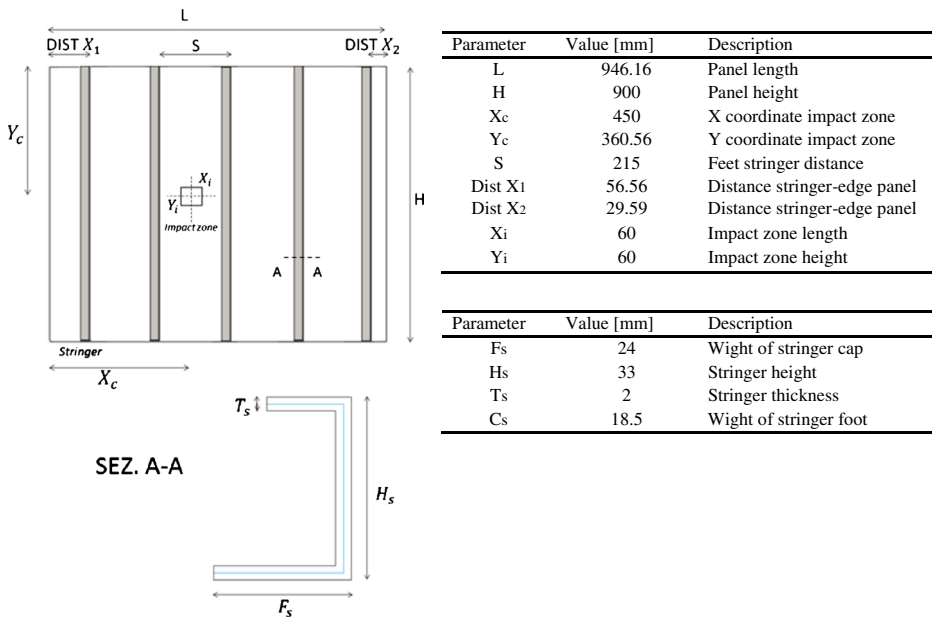 L
DIST X1
S
DIST X2
Yc
H
Xi
Yi
Impact zone
A A
Stringer
Xc
Ts
SEZ. A-A
Hs
Fs
Parameter Value [mm] Description
L 946.16 Panel length
H 900 Panel height
Xc 450 X coordinate impact zone
Yc 360.56 Y coordinate impact zone
S 215 Feet stringer distance
Dist X1 56.56 Distance stringer-edge panel
Dist X2 29.59 Distance stringer-edge panel
Xi 60 Impact zone length
Yi 60 Impact zone height
Parameter Value [mm] Description
Fs 24 Wight of stringer cap
Hs 33 Stringer height
Ts 2 Stringer thickness
Cs 18.5 Wight of stringer foot